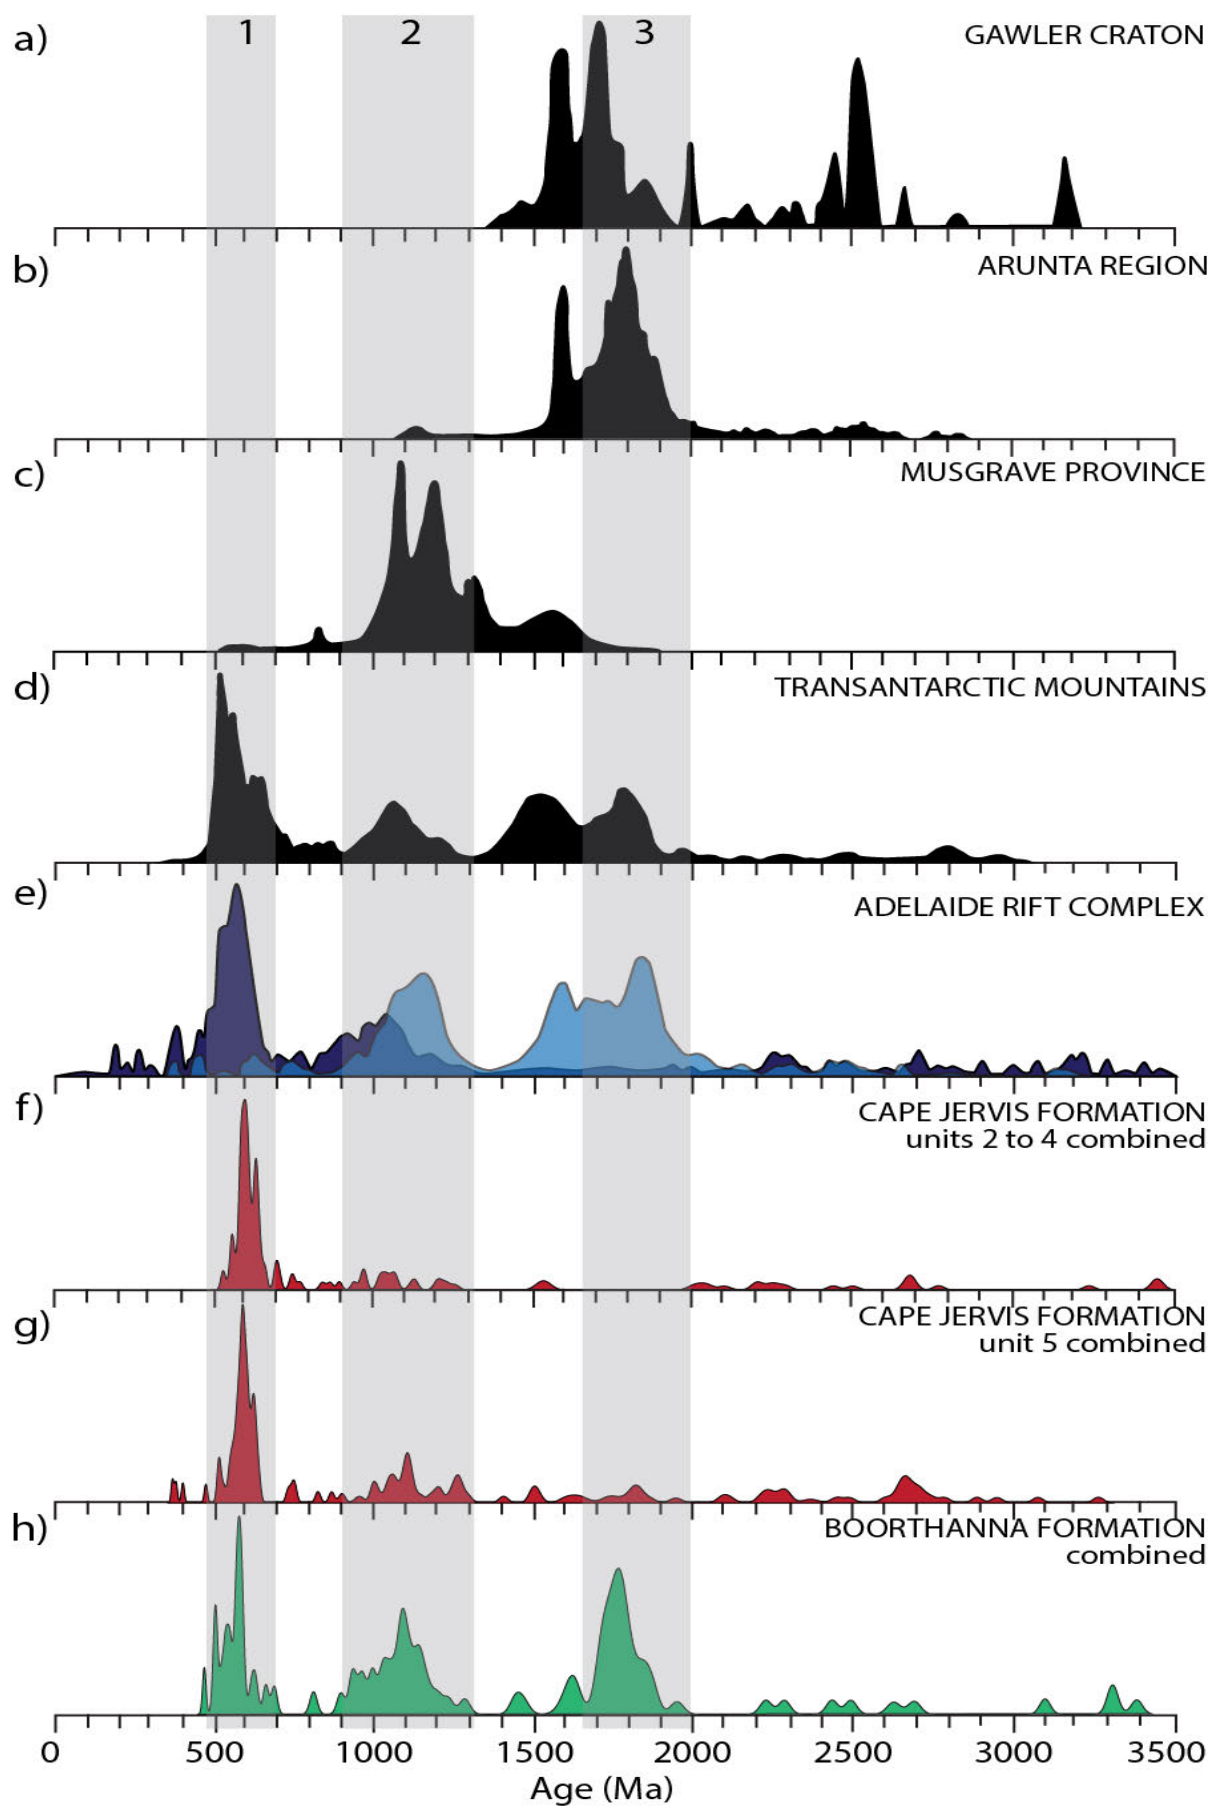 1 2 3
a) GAWLER CRATON
b) ARUNTA REGION
c) MUSGRAVE PROVINCE
d) TRANSANTARCTIC MOUNTAINS
e) ADELAIDE RIFT COMPLEX
f) CAPE JERVIS FORMATION
units 2 to 4 combined
g) CAPE JERVIS FORMATION
unit 5 combined
h) BOORTHANNA FORMATION
combined
0 500 1000 1500 2000 2500 3000 3500
Age (Ma)